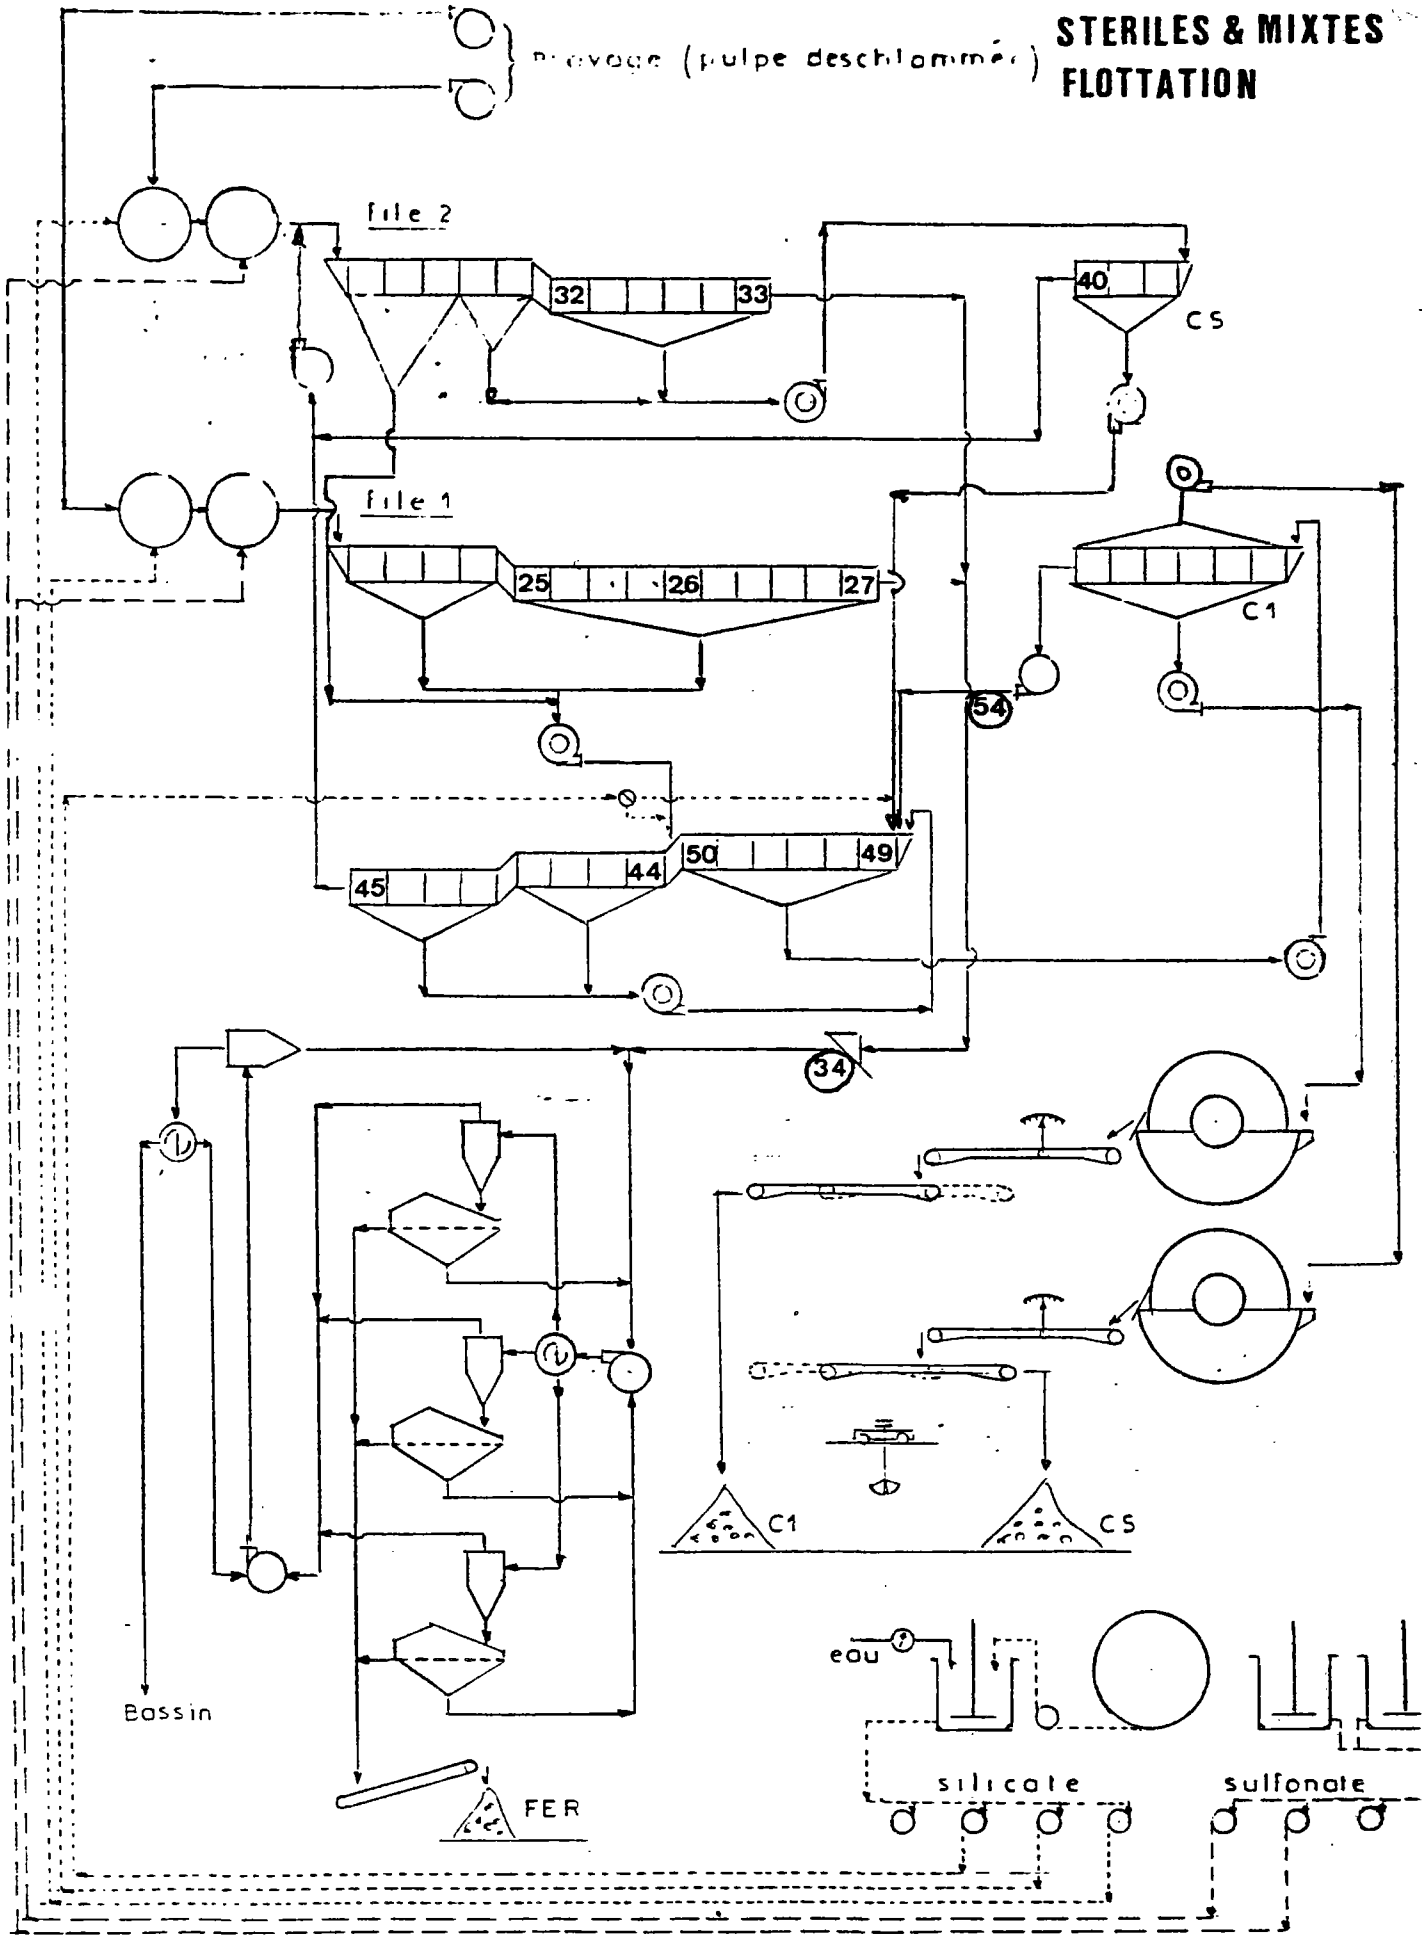 STERILES & MIXTES
(pulpe deschlammée)
FLOTTATION
file 2
32 33
40
CS
file 1
25 26 27
C1
54
50 49
44
45
34
C1
CS
eau
Bassin
silicate
sulfonate
FER